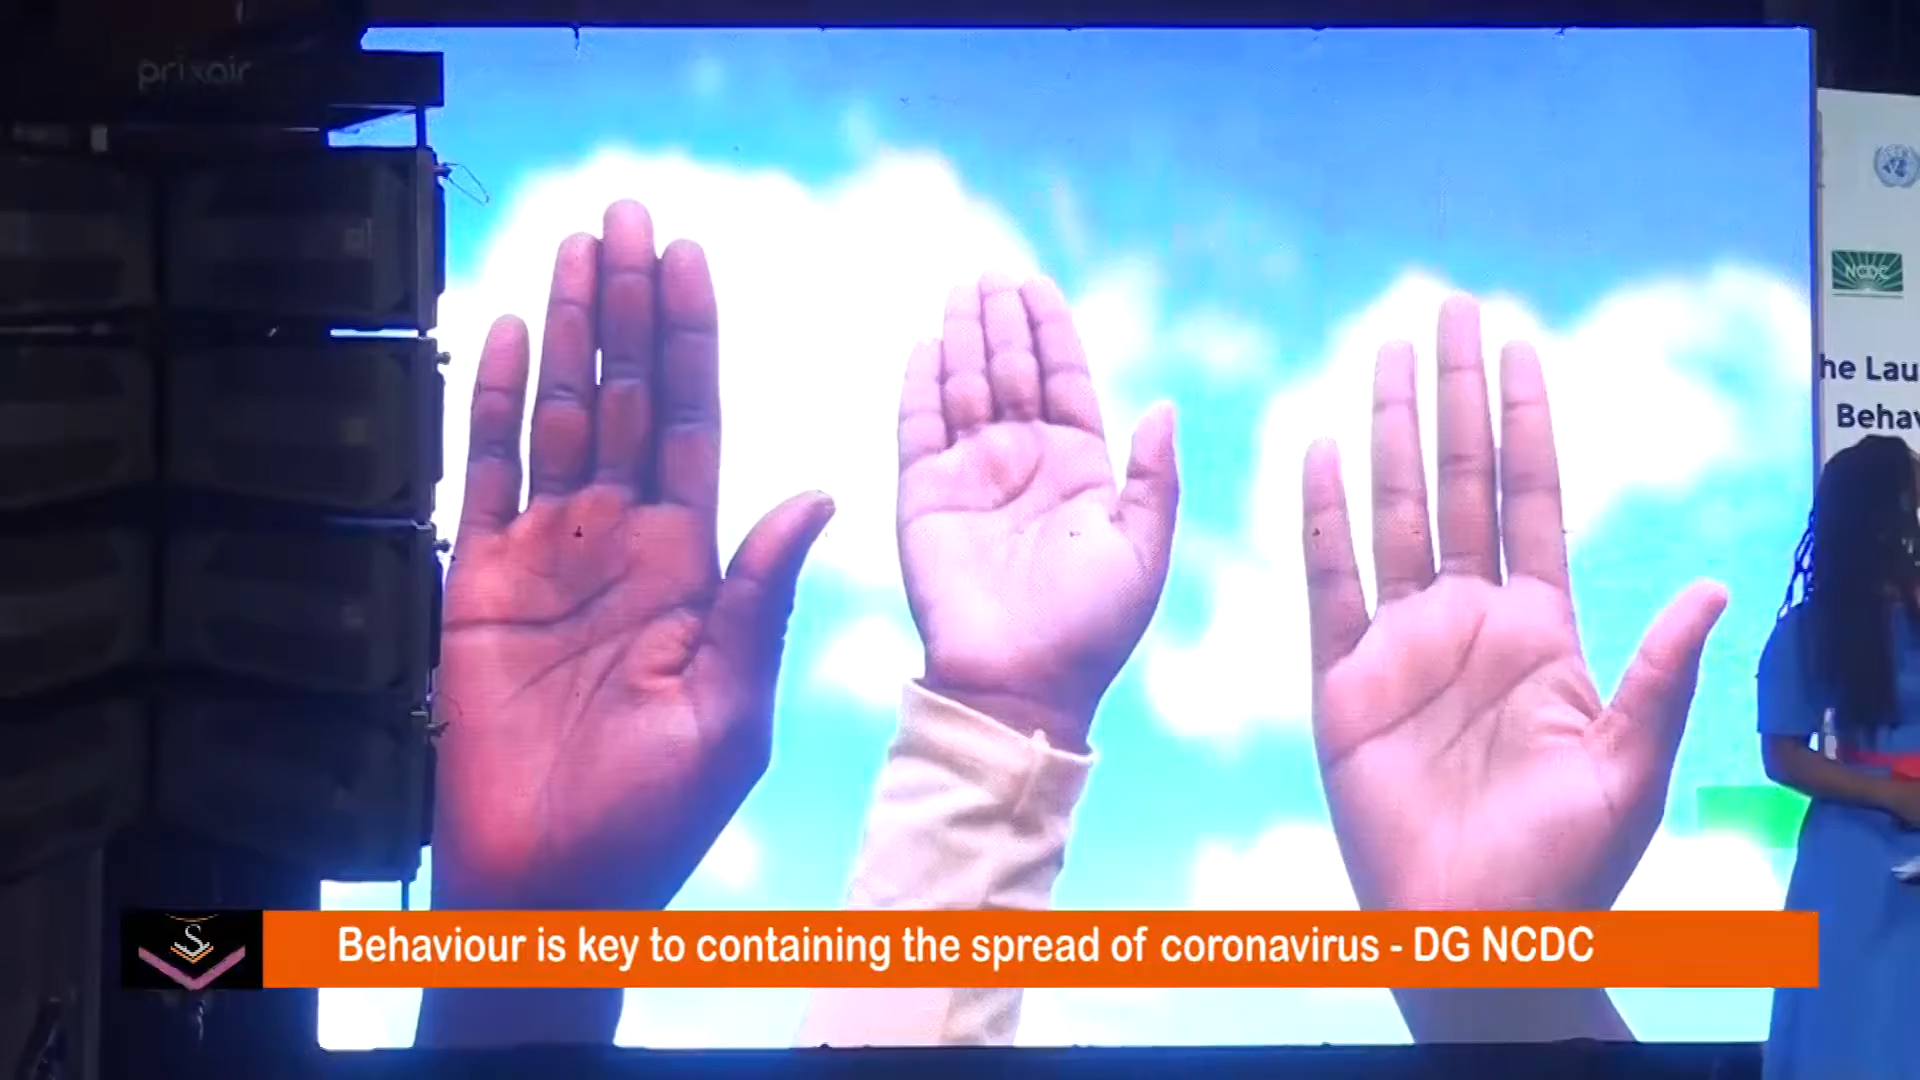 prixair
NCDC
he Lau
Behav
S
Behaviour is key to containing the spread of coronavirus - DG NCDC